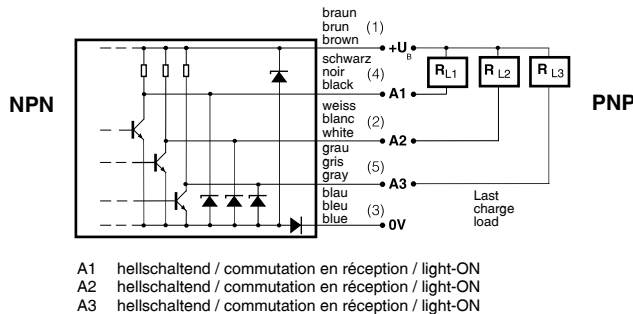 braun
brun (1)
brown
+U B
schwarz
noir (4)
black
A1
R L1
R L2
R L3
NPN
PNP
weiss
blanc (2)
white
A2
grau
gris (5)
gray
A3
blau
bleu (3)
blue
0V
Last
charge
load
A1 hellschaltend / commutation en réception / light-ON
A2 hellschaltend / commutation en réception / light-ON
A3 hellschaltend / commutation en réception / light-ON